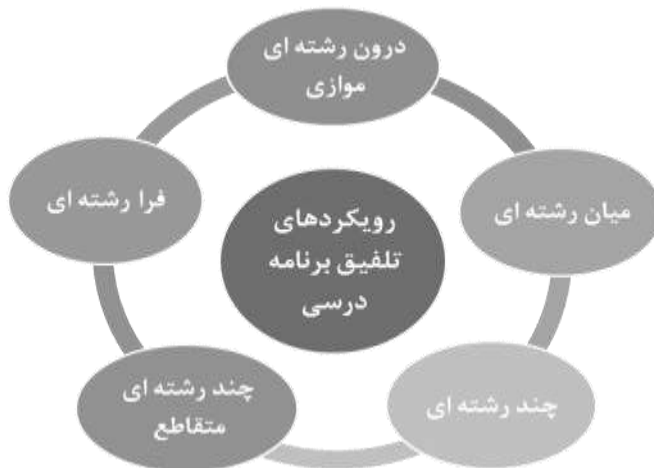 درون رشته ای
موازی
میان رشته ای
چند رشته ای
چند رشته ای
متقاطع
فرا رشته ای
رویکردهای
تلفیق برنامه
درسی